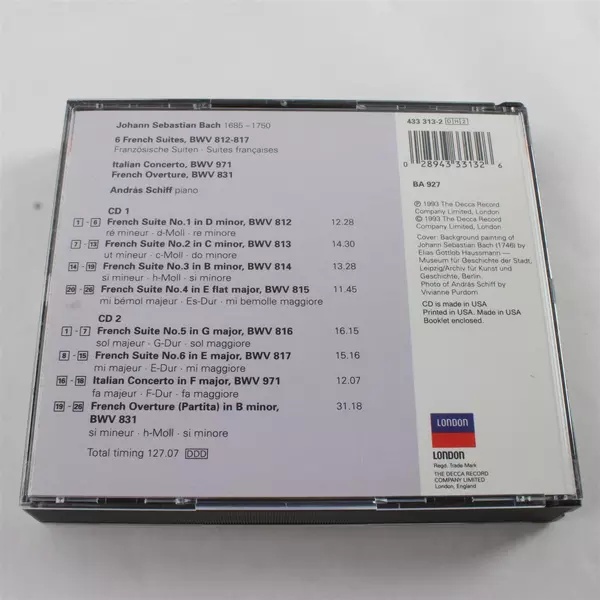 Johann Sebastian Bach 1685 – 1750
6 French Suites, BWV 812-817
Französische Suiten · Suites françaises
Italian Concerto, BWV 971
French Overture, BWV 831
András Schiff piano
CD 1
1 - 6 French Suite No.1 in D minor, BWV 812 12.28
ré mineur · d-Moll · re minore
7 - 13 French Suite No.2 in C minor, BWV 813 14.30
ut mineur · c-Moll · do minore
14 - 19 French Suite No.3 in B minor, BWV 814 13.28
si mineur · h-Moll · si minore
20 - 26 French Suite No.4 in E flat major, BWV 815 11.45
mi bémol majeur · Es-Dur · mi bemolle maggiore
CD 2
1 - 7 French Suite No.5 in G major, BWV 816 16.15
sol majeur · G-Dur · sol maggiore
8 - 15 French Suite No.6 in E major, BWV 817 15.16
mi majeur · E-Dur · mi maggiore
16 - 18 Italian Concerto in F major, BWV 971 12.07
fa majeur · F-Dur · fa maggiore
19 - 26 French Overture (Partita) in B minor, 31.18
BWV 831
si mineur · h-Moll · si minore
Total timing 127.07 DDD
433 313-2 GH2
0 28943 33132 6
BA 927
℗ 1993 The Decca Record
Company Limited, London
© 1993 The Decca Record
Company Limited, London
Cover: Background painting of
Johann Sebastian Bach (1746) by
Elias Gottlob Haussmann —
Museum für Geschichte der Stadt,
Leipzig/Archiv für Kunst und
Geschichte, Berlin.
Photo of András Schiff by
Vivianne Purdom
CD is made in USA
Printed in USA. Made in USA
Booklet enclosed.
LONDON
LONDON
Regd. Trade Mark
THE DECCA RECORD
COMPANY LIMITED
London, England